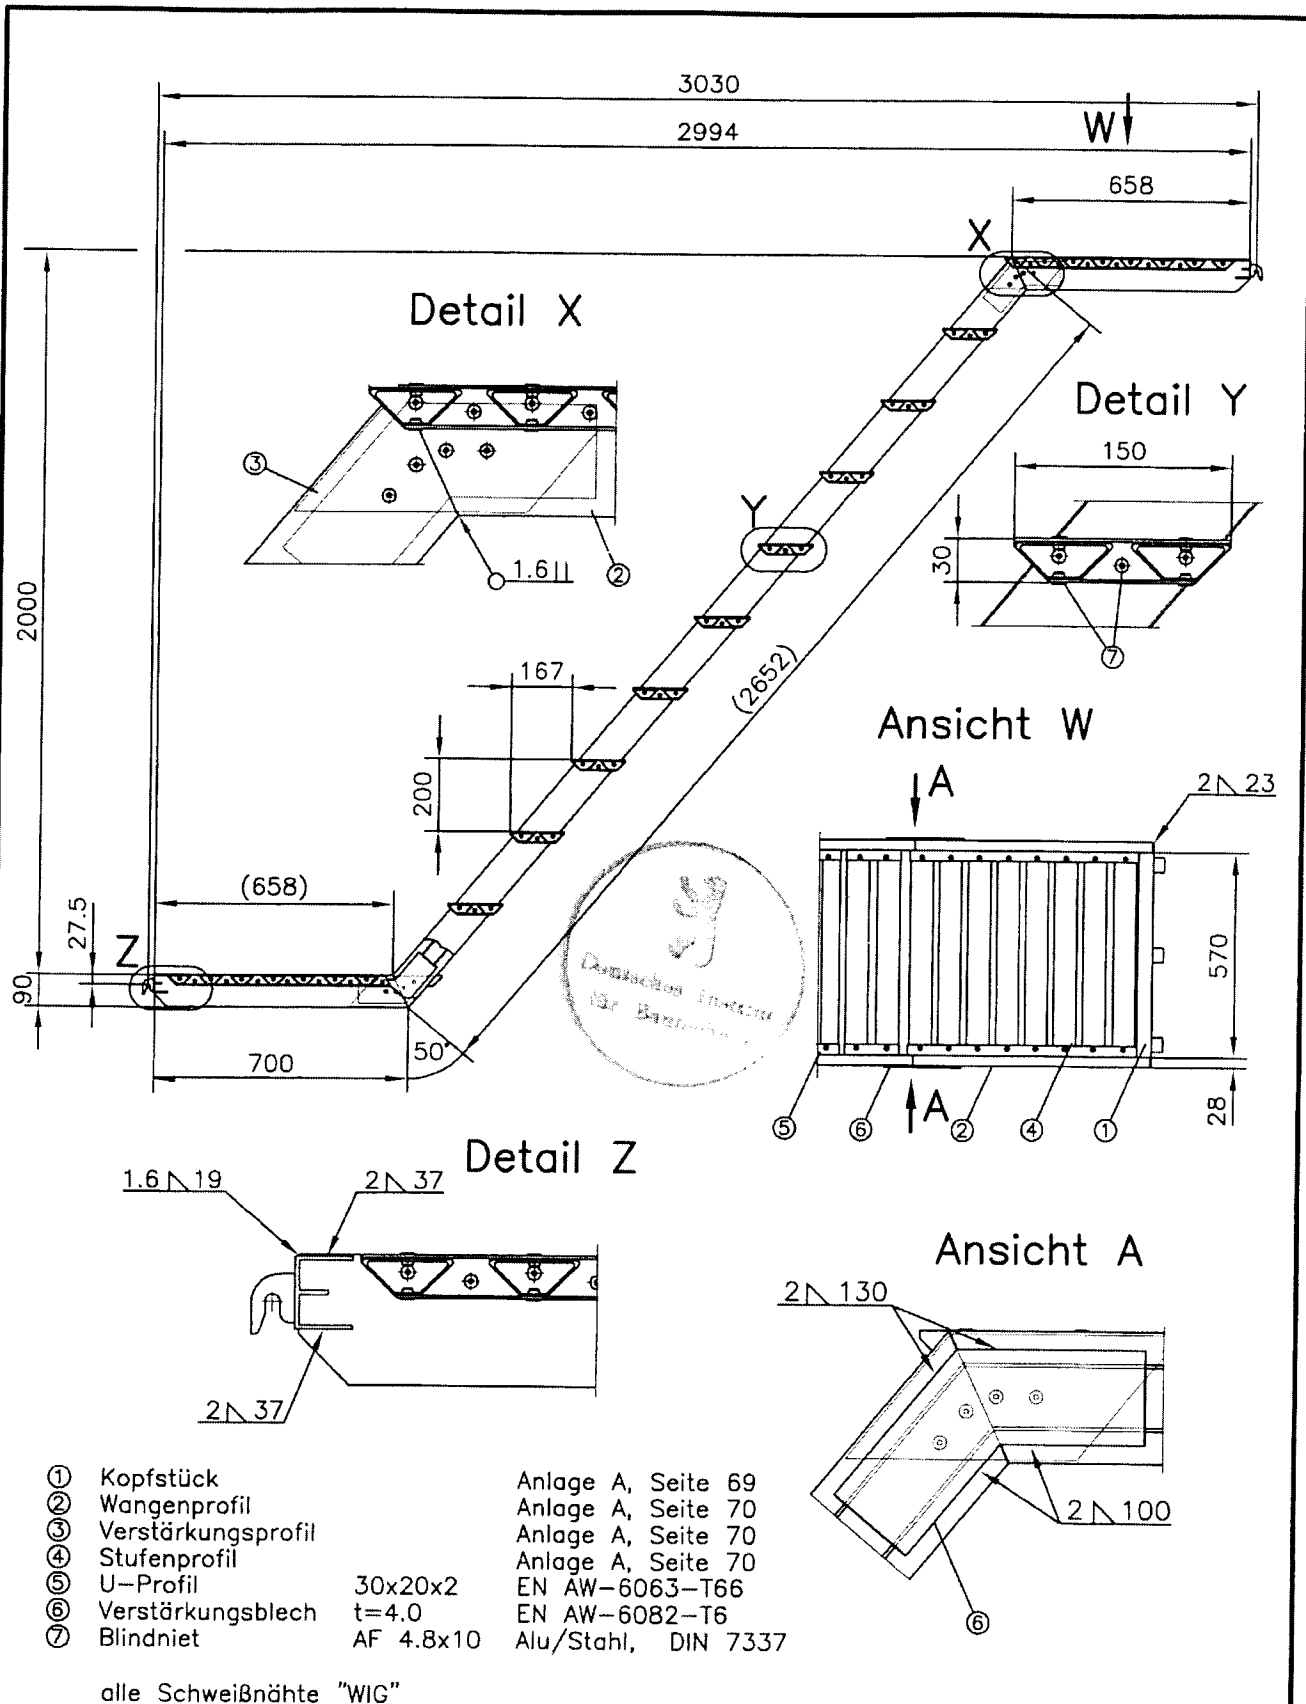 3030
2994
W
658
X
Detail X
Detail Y
150
30
③
1.6
②
Y
⑦
2000
(2652)
167
200
Ansicht W
A
2 23
(658)
27.5
Z
90
50°
700
570
28
⑤ ⑥ A ② ④ ①
Deutsches Institut
für
Detail Z
1.6 19
2 37
2 37
Ansicht A
2 130
2 100
⑥
① Kopfstück Anlage A, Seite 69
② Wangenprofil Anlage A, Seite 70
③ Verstärkungsprofil Anlage A, Seite 70
④ Stufenprofil Anlage A, Seite 70
⑤ U-Profil 30x20x2 EN AW-6063-T66
⑥ Verstärkungsblech t=4.0 EN AW-6082-T6
⑦ Blindniet AF 4.8x10 Alu/Stahl, DIN 7337
alle Schweißnähte "WIG"